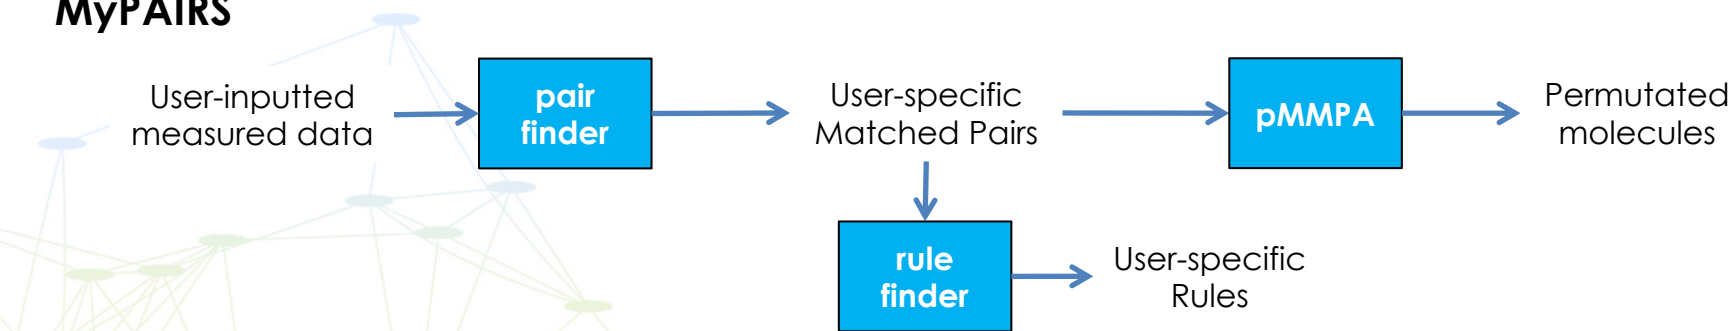 MyPAIRS
User-inputted
measured data
pair
finder
User-specific
Matched Pairs
pMMPA
Permutated
molecules
rule
finder
User-specific
Rules